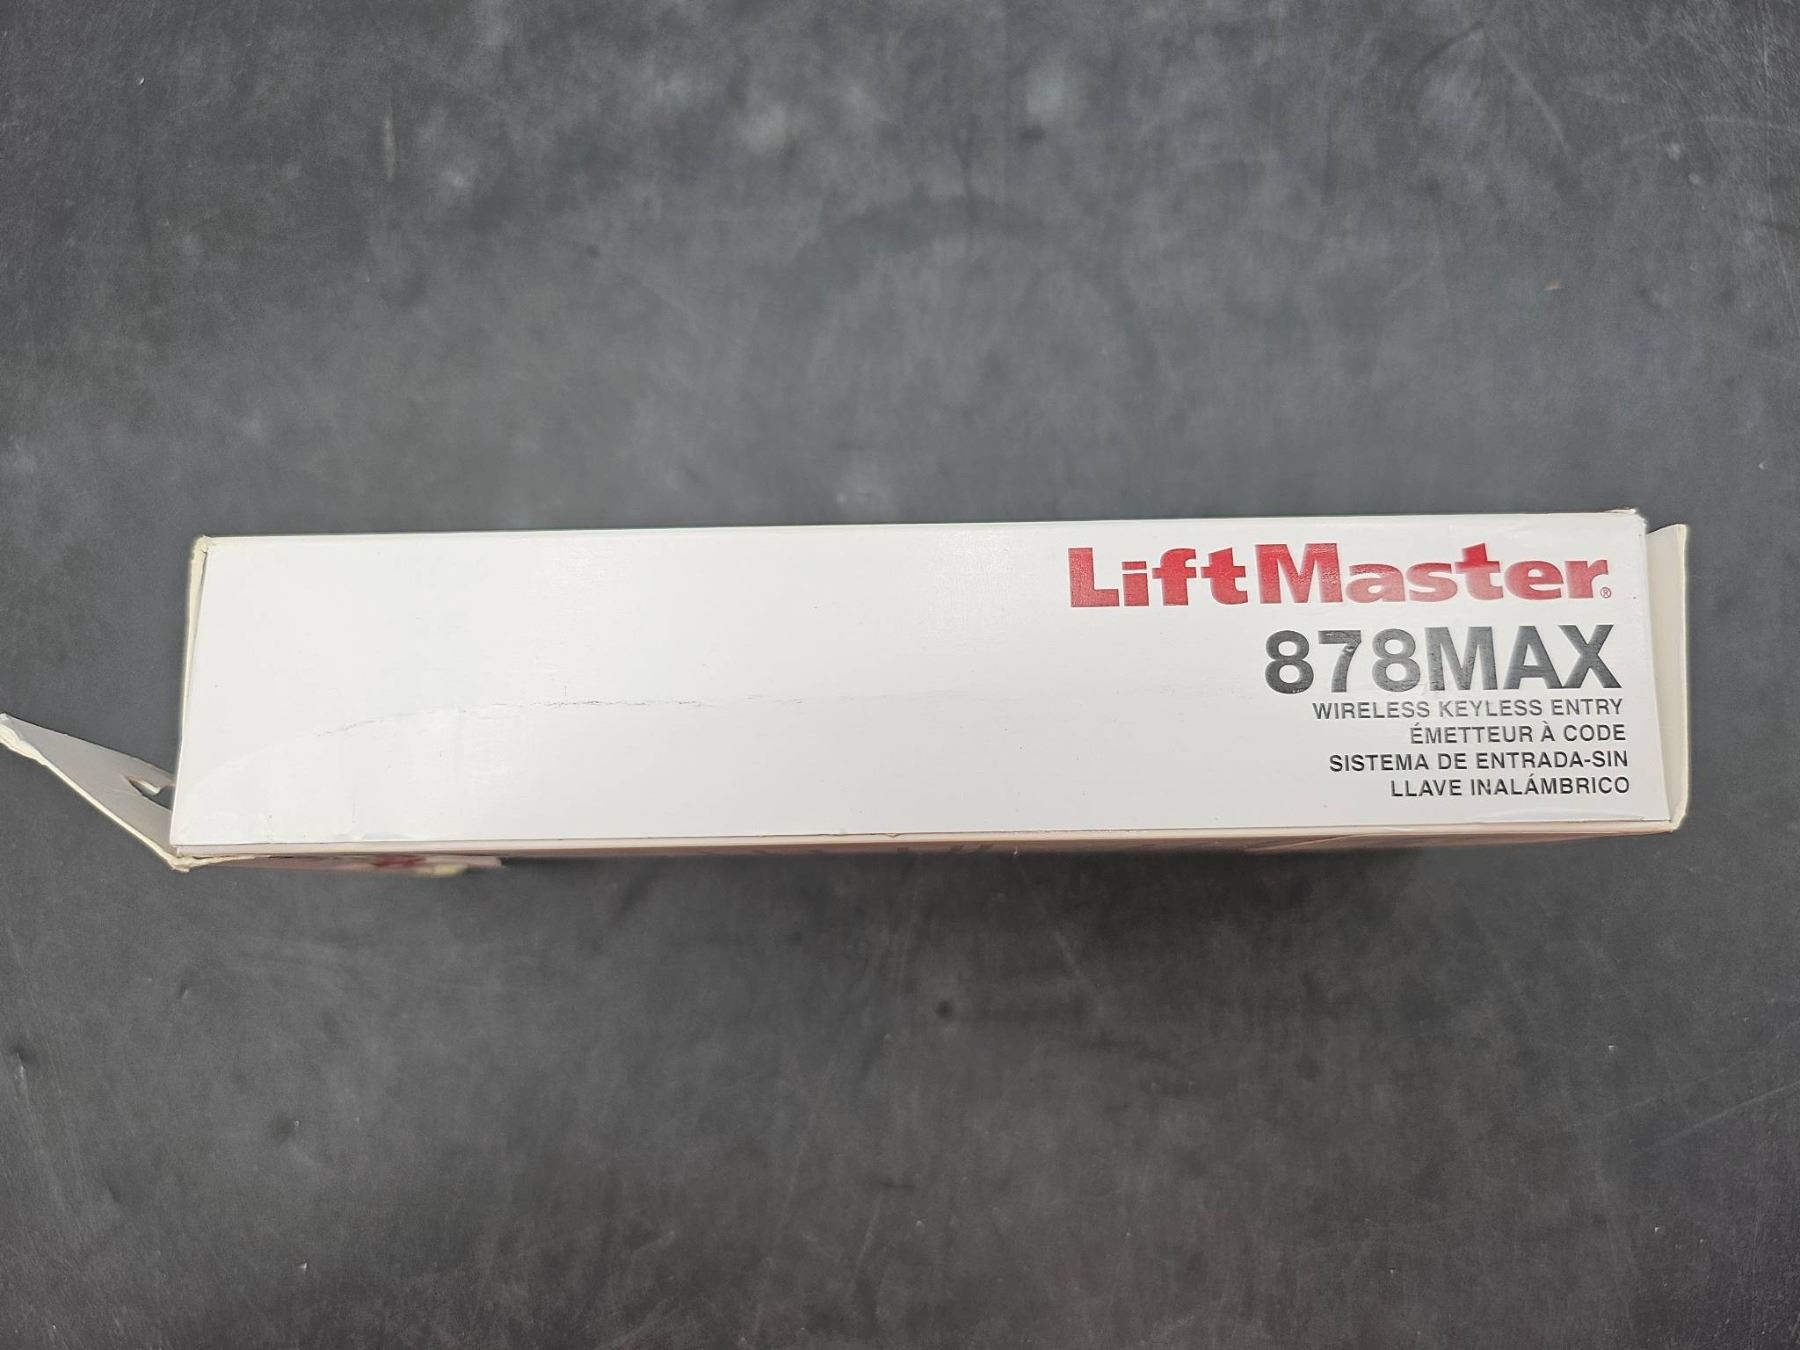 LiftMaster®
878MAX
WIRELESS KEYLESS ENTRY
ÉMETTEUR À CODE
SISTEMA DE ENTRADA-SIN
LLAVE INALÁMBRICO